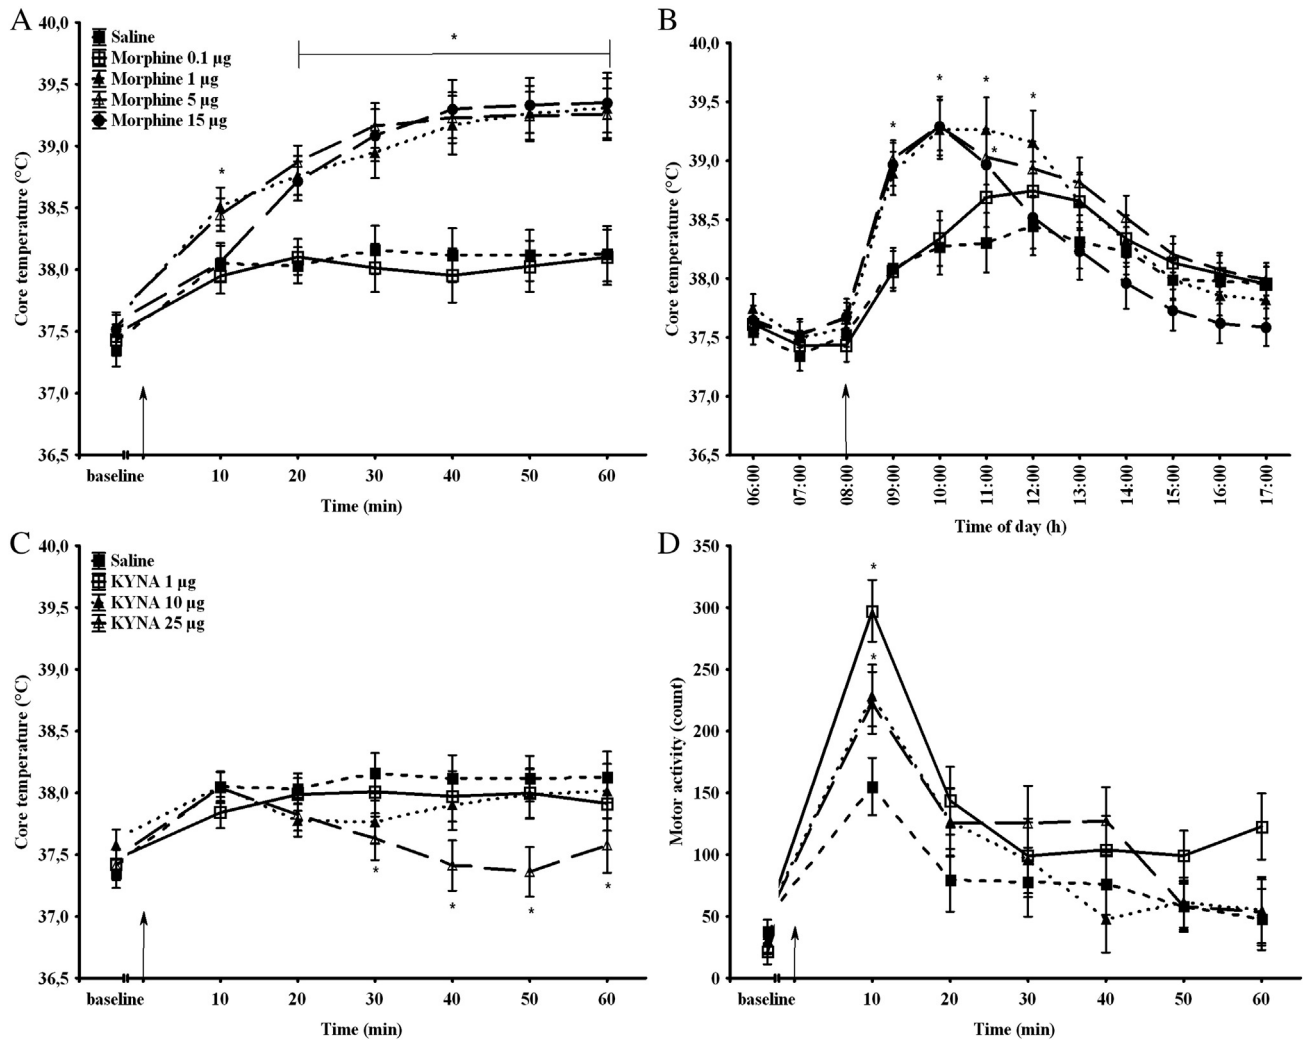 A
40,0
39,5
39,0
38,5
38,0
37,5
37,0
36,5
Core temperature (°C)
Saline
Morphine 0.1 µg
Morphine 1 µg
Morphine 5 µg
Morphine 15 µg
*
*
baseline 10 20 30 40 50 60
Time (min)
B
40,0
39,5
39,0
38,5
38,0
37,5
37,0
36,5
Core temperature (°C)
* * * * *
06:00 07:00 08:00 09:00 10:00 11:00 12:00 13:00 14:00 15:00 16:00 17:00
Time of day (h)
C
40,0
39,5
39,0
38,5
38,0
37,5
37,0
36,5
Core temperature (°C)
Saline
KYNA 1 µg
KYNA 10 µg
KYNA 25 µg
* * * *
baseline 10 20 30 40 50 60
Time (min)
D
350
300
250
200
150
100
50
0
Motor activity (count)
*
*
baseline 10 20 30 40 50 60
Time (min)